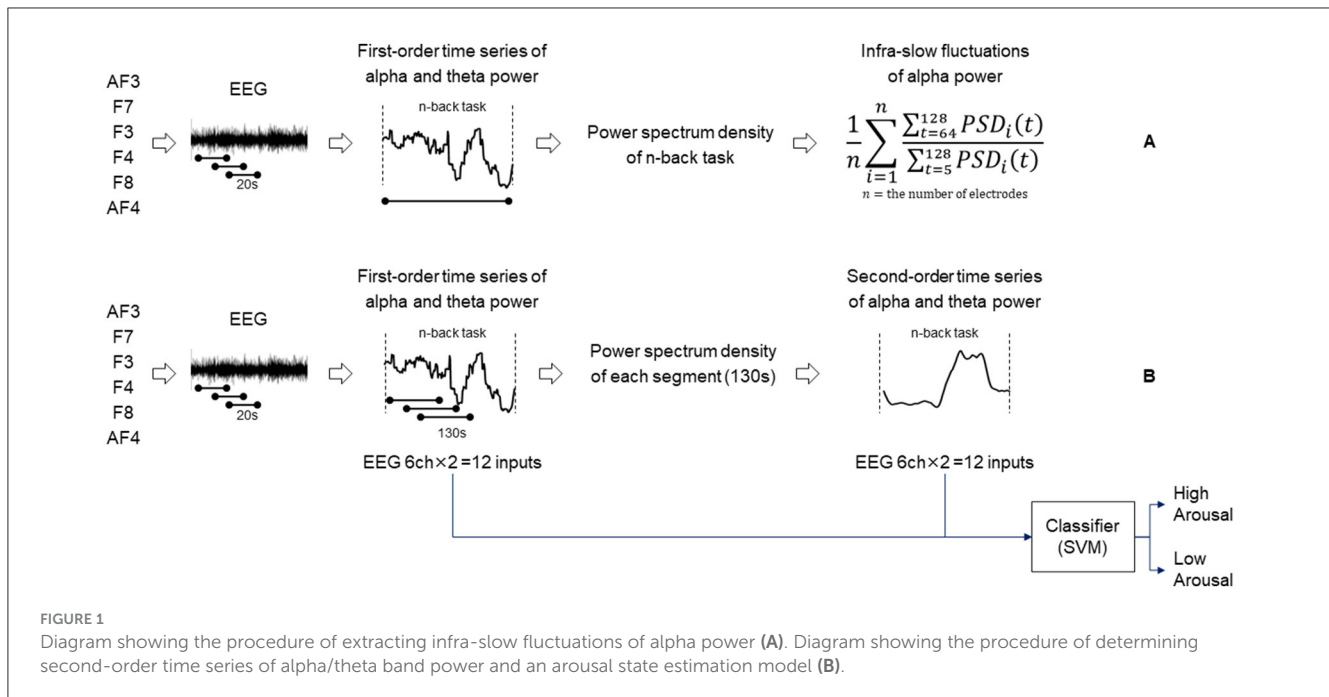 AF3
F7
F3
F4
F8
AF4
EEG
20s
First-order time series of
alpha and theta power
n-back task
Power spectrum density
of n-back task
Infra-slow fluctuations
of alpha power
1/n ∑_{i=1}^{n} ∑_{t=64}^{128} PSD_i(t) / ∑_{t=5}^{128} PSD_i(t)
n = the number of electrodes
A
AF3
F7
F3
F4
F8
AF4
EEG
20s
First-order time series of
alpha and theta power
n-back task
130s
EEG 6ch×2 =12 inputs
Power spectrum density
of each segment (130s)
Second-order time series
of alpha and theta power
n-back task
EEG 6ch×2 =12 inputs
B
Classifier
(SVM)
High
Arousal
Low
Arousal
FIGURE 1
Diagram showing the procedure of extracting infra-slow fluctuations of alpha power (A). Diagram showing the procedure of determining
second-order time series of alpha/theta band power and an arousal state estimation model (B).